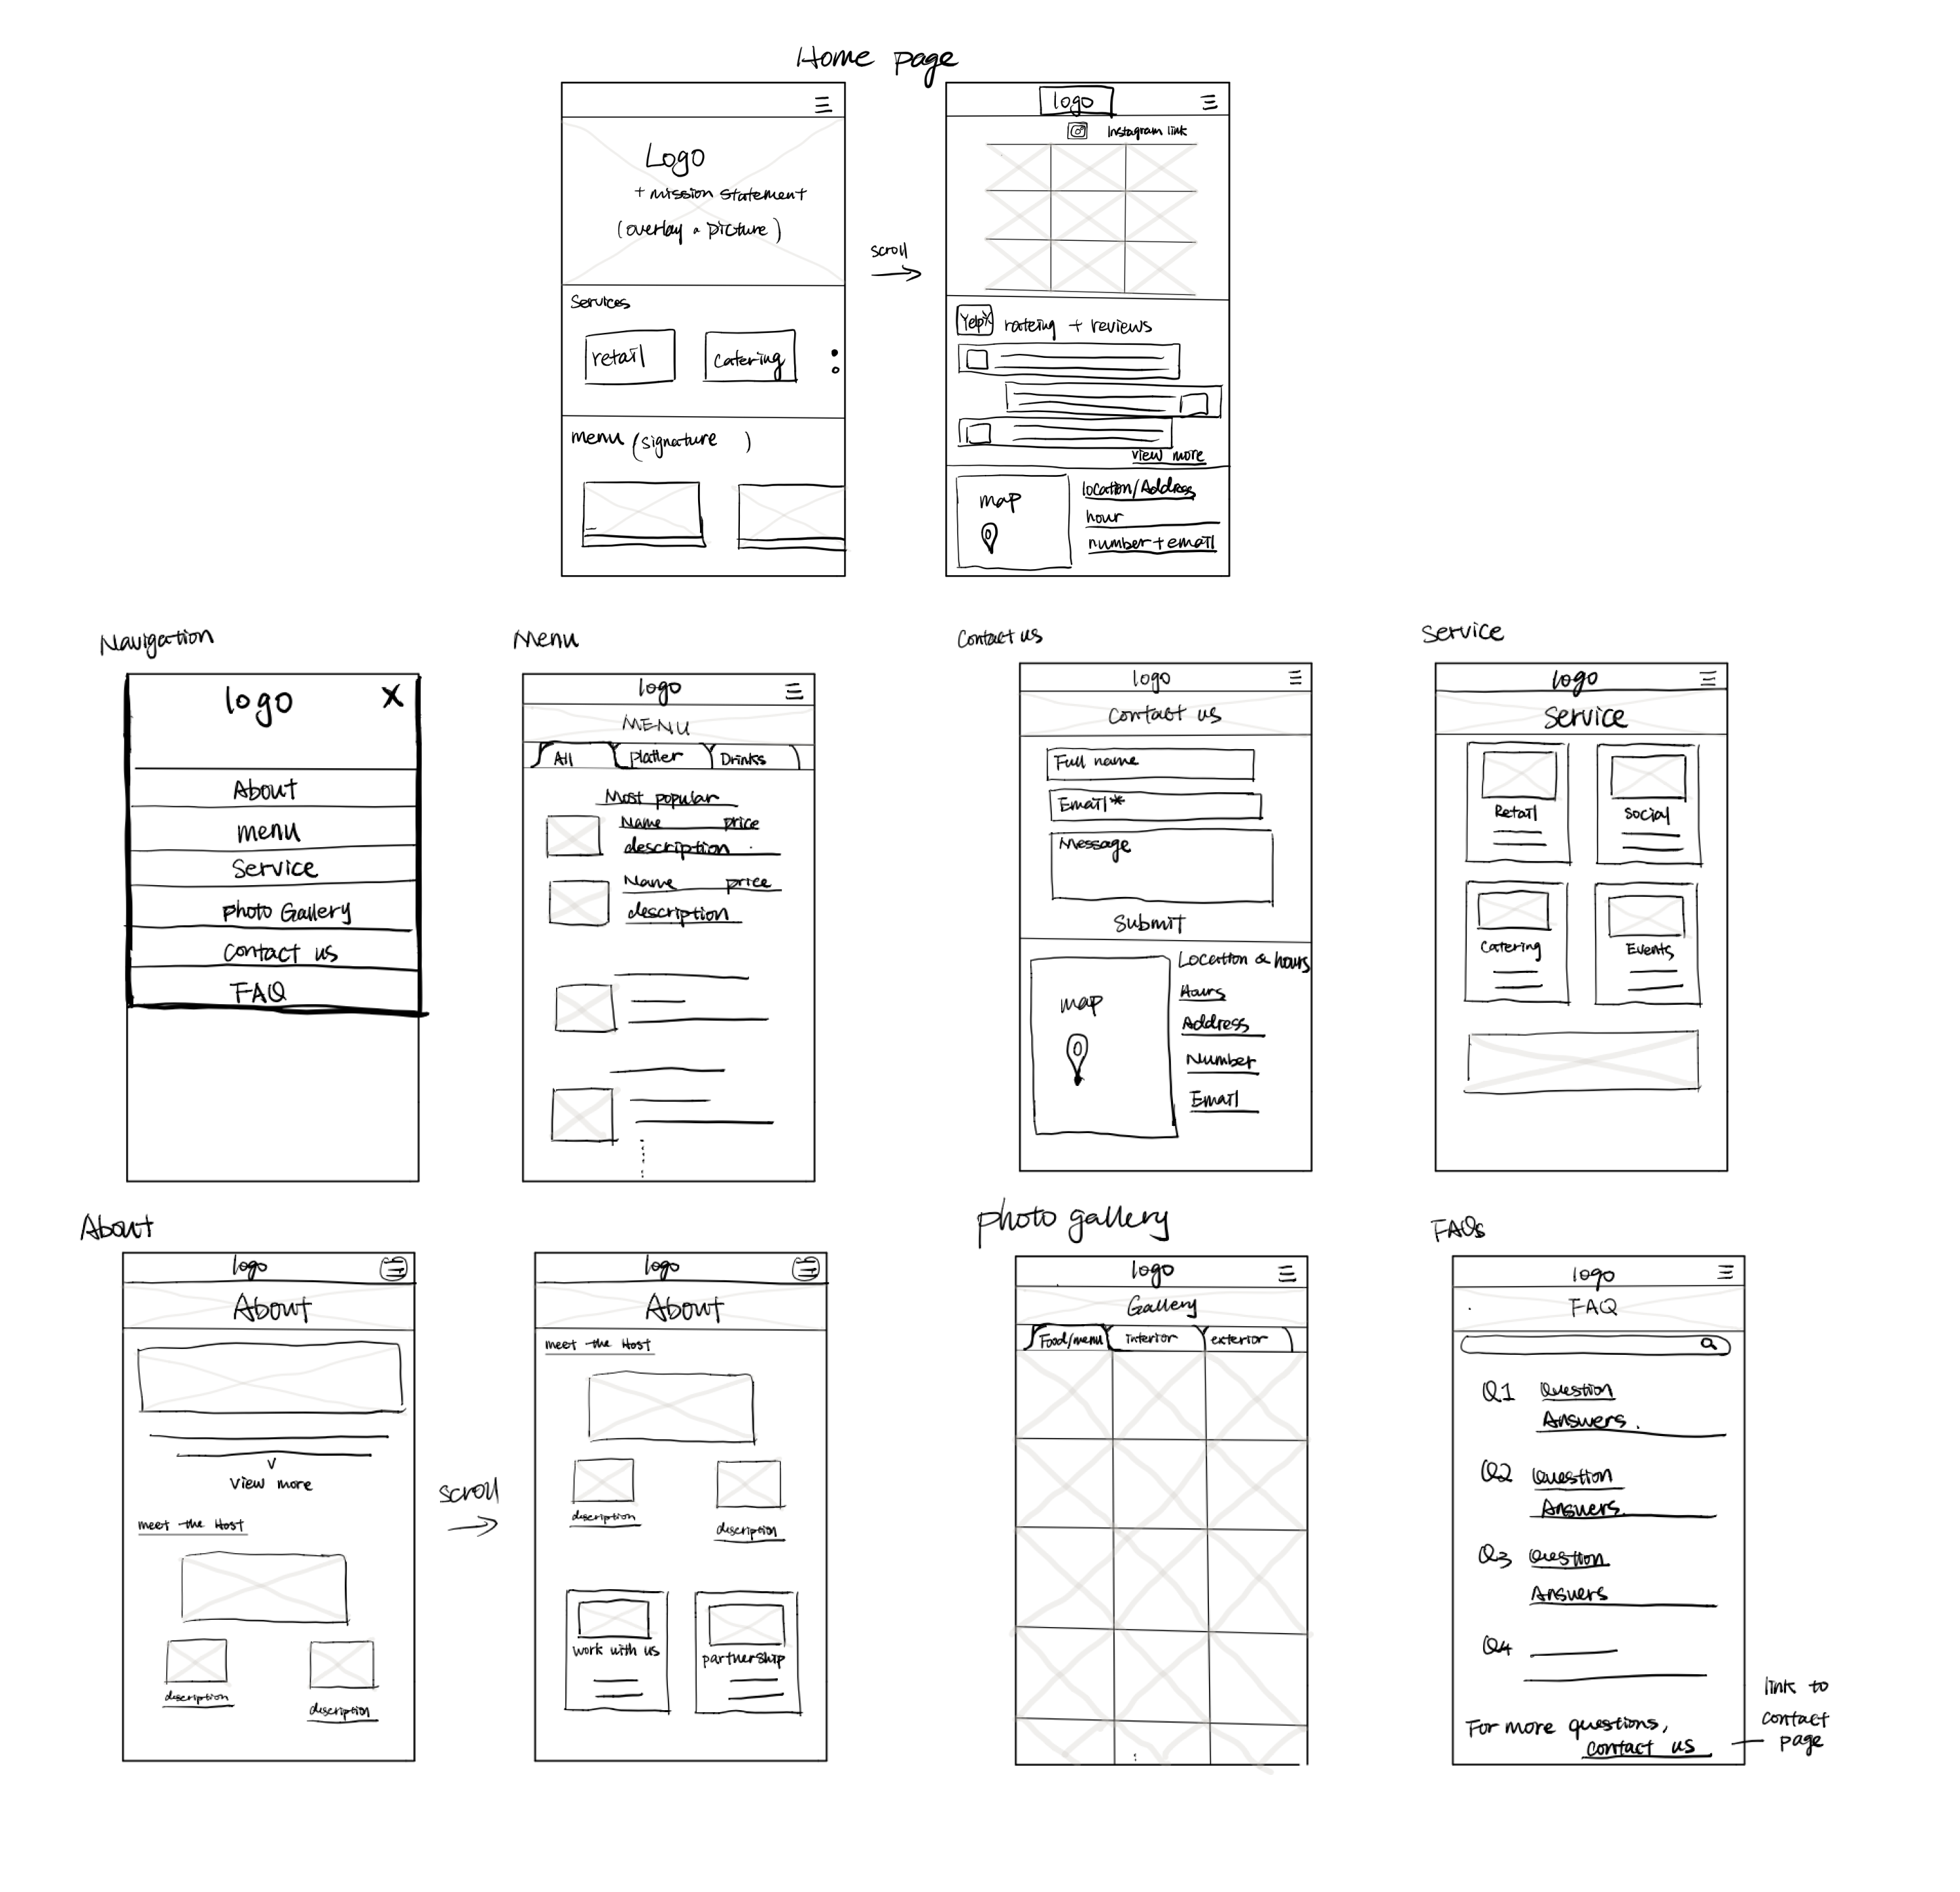 Home page
Logo
+ mission statement
(overlay a picture)
Services
retail
catering
menu (signature )
scroll
logo
Instagram link
Yelp
rateing + reviews
view more
map
location/Address
hour
number+email
Navigation
logo X
About
menu
Service
photo Gallery
Contact us
FAQ
Menu
logo
MENU
All platter Drinks
Most popular
Name price
description
Name price
description
Contact us
logo
Contact us
Full name
Email*
Message
Submit
map
Location & hours
Hours
Address
Number
Email
Service
logo
Service
Retail
Social
Catering
Events
About
logo
About
View more
meet the Host
description
description
scroll
logo
About
meet the Host
description
description
work with us
partnership
photo gallery
logo
Gallery
Food/menu interior exterior
FAQs
logo
FAQ
Q1 Question
Answers.
Q2 Question
Answers.
Q3 Question
Answers
Q4
For more questions,
contact us
link to
contact
page